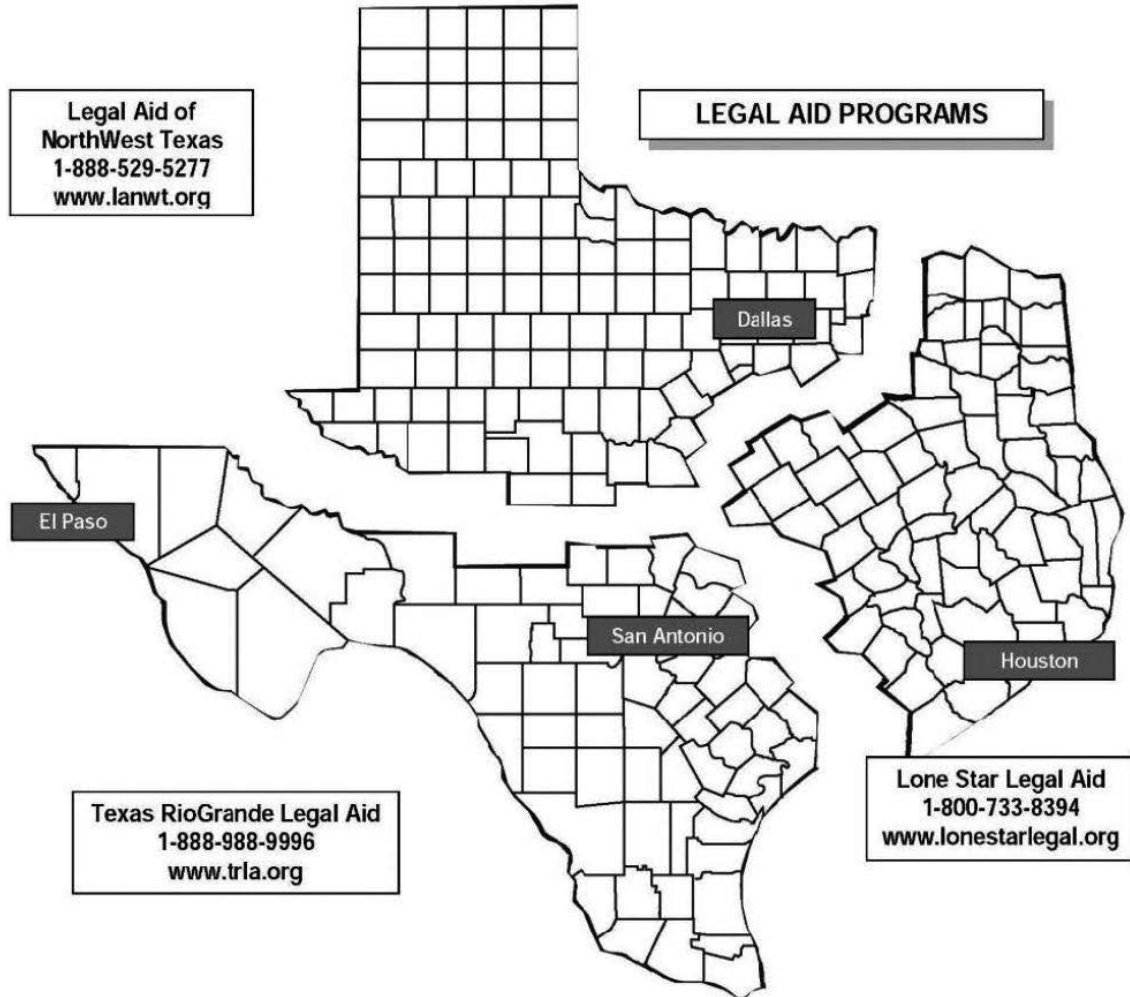 Legal Aid of
NorthWest Texas
1-888-529-5277
www.lanwt.org
LEGAL AID PROGRAMS
Dallas
El Paso
San Antonio
Houston
Texas RioGrande Legal Aid
1-888-988-9996
www.trla.org
Lone Star Legal Aid
1-800-733-8394
www.lonestarlegal.org